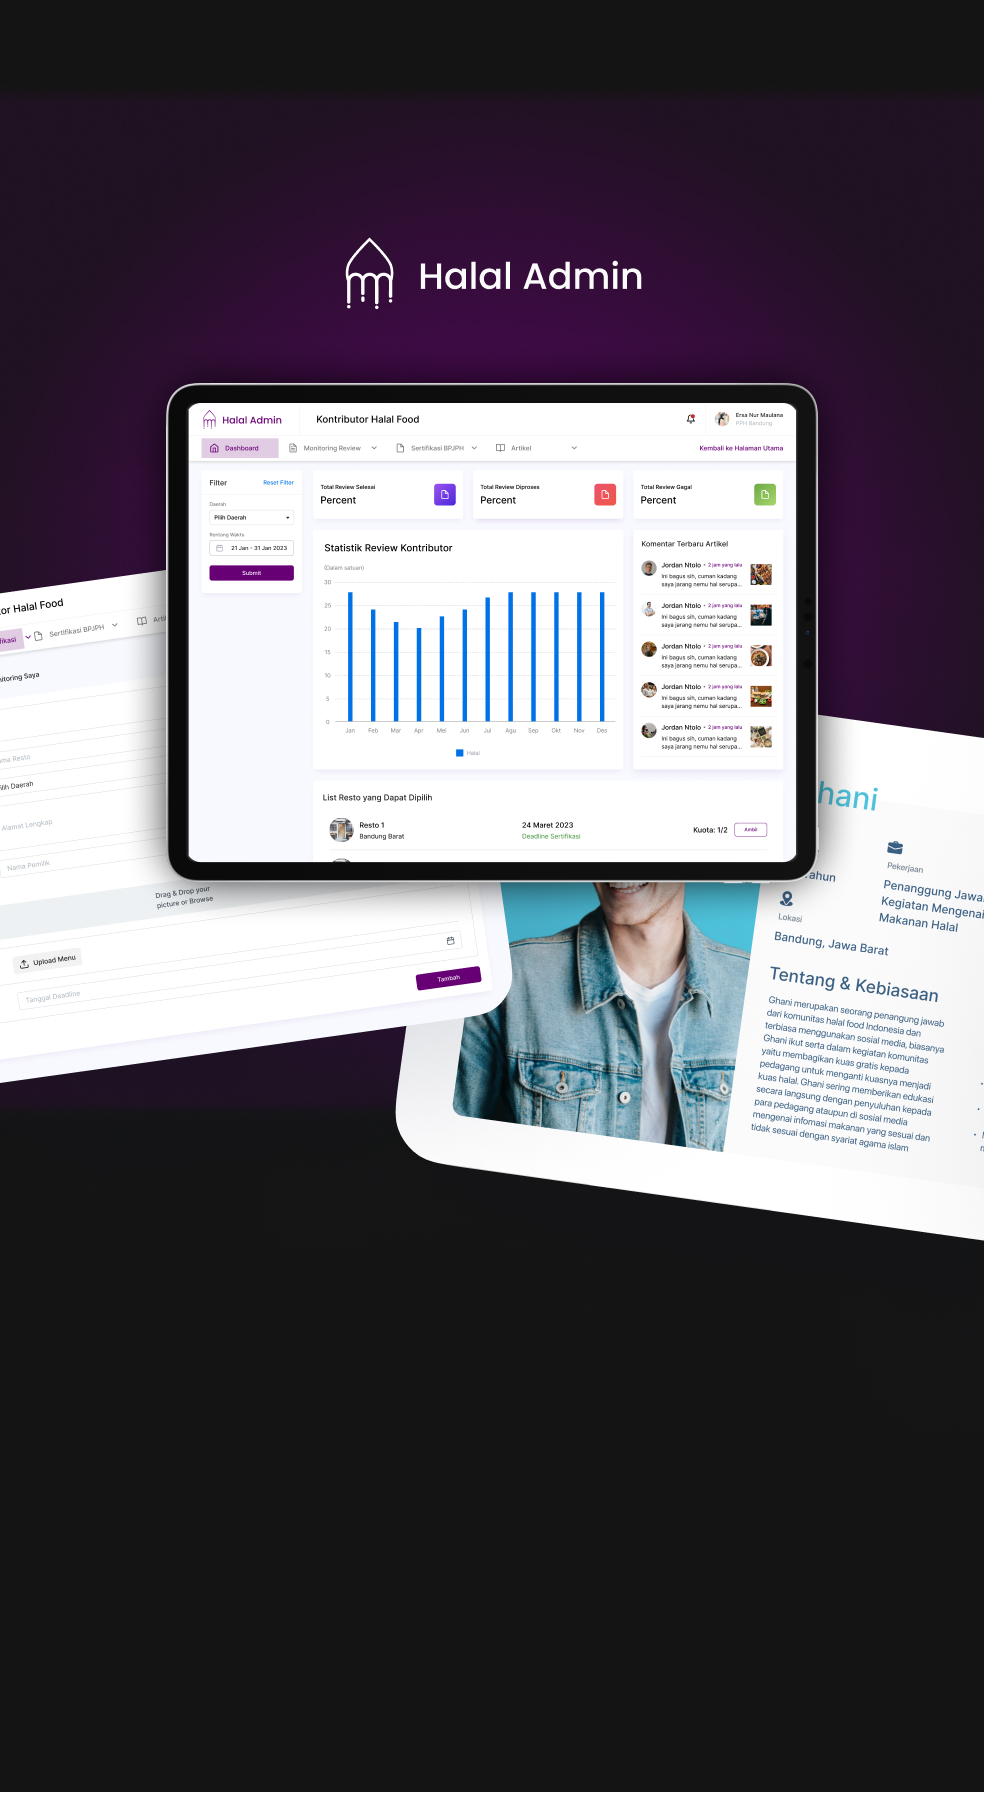 Halal Admin
Halal Admin
Kontributor Halal Food
Ersa Nur Maulana
PPH Bandung
Dashboard
Monitoring Review
Sertifikasi BPJPH
Artikel
Kembali ke Halaman Utama
Filter
Reset Filter
Daerah
Pilih Daerah
Rentang Waktu
21 Jan - 31 Jan 2023
Submit
Total Review Selesai
Percent
Total Review Diproses
Percent
Total Review Gagal
Percent
Statistik Review Kontributor
(Dalam satuan)
30
25
20
15
10
5
0
Jan Feb Mar Apr Mei Jun Jul Agu Sep Okt Nov Des
Halal
Komentar Terbaru Artikel
Jordan Ntolo • 2 jam yang lalu
Ini bagus sih, cuman kadang
saya jarang nemu hal serupa...
Jordan Ntolo • 2 jam yang lalu
Ini bagus sih, cuman kadang
saya jarang nemu hal serupa...
Jordan Ntolo • 2 jam yang lalu
Ini bagus sih, cuman kadang
saya jarang nemu hal serupa...
Jordan Ntolo • 2 jam yang lalu
Ini bagus sih, cuman kadang
saya jarang nemu hal serupa...
Jordan Ntolo • 2 jam yang lalu
Ini bagus sih, cuman kadang
saya jarang nemu hal serupa...
List Resto yang Dapat Dipilih
Resto 1
Bandung Barat
24 Maret 2023
Deadline Sertifikasi
Kuota: 1/2
Ambil
or Halal Food
fikasi
Sertifikasi BPJPH
Arti
nitoring Saya
ama Resto
ilih Daerah
Alamat Lengkap
Nama Pemilik
Drag & Drop your
picture or Browse
Upload Menu
Tanggal Deadline
Tambah
hani
ahun
Pekerjaan
Penanggung Jawa
Kegiatan Mengenai
Makanan Halal
Lokasi
Bandung, Jawa Barat
Tentang & Kebiasaan
Ghani merupakan seorang penangung jawab
dari komunitas halal food Indonesia dan
terbiasa menggunakan sosial media, biasanya
Ghani ikut serta dalam kegiatan komunitas
yaitu membagikan kuas gratis kepada
pedagang untuk menganti kuasnya menjadi
kuas halal. Ghani sering memberikan edukasi
secara langsung dengan penyuluhan kepada
para pedagang ataupun di sosial media
mengenai infomasi makanan yang sesuai dan
tidak sesuai dengan syariat agama islam